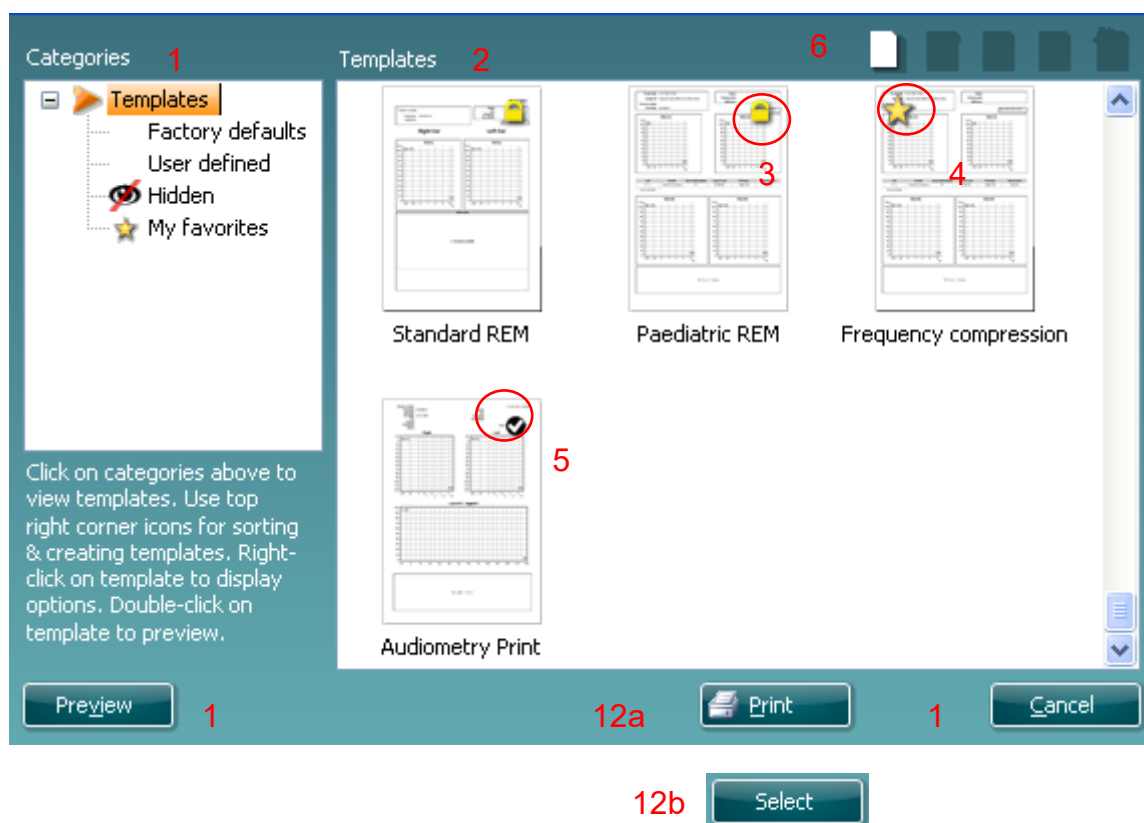 Categories 1
Templates 2
6
Templates
Factory defaults
User defined
Hidden
My favorites
3
4
Standard REM
Paediatric REM
Frequency compression
5
Audiometry Print
Click on categories above to
view templates. Use top
right corner icons for sorting
& creating templates. Right-
click on template to display
options. Double-click on
template to preview.
Preview 1
12a Print
1 Cancel
12b Select